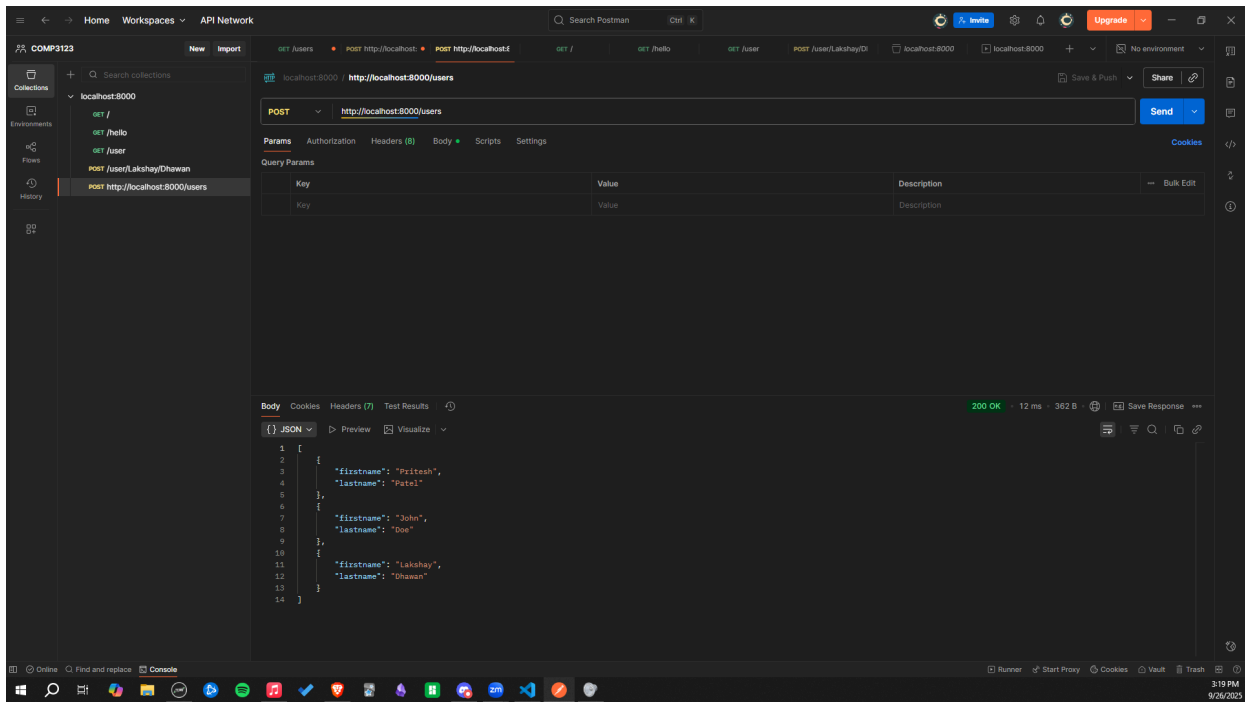 Home Workspaces API Network Search Postman Ctrl K Invite Upgrade
COMP3123 New Import GET /users POST http://localhost: POST http://localhost:8 GET / GET /hello GET /user POST /user/Lakshay/Dl localhost:8000 localhost:8000 No environment
Collections
Search collections
localhost:8000
GET /
GET /hello
GET /user
POST /user/Lakshay/Dhawan
POST http://localhost:8000/users
Environments
Flows
History
localhost:8000 / http://localhost:8000/users Save & Push Share
POST http://localhost:8000/users Send
Params Authorization Headers (8) Body Scripts Settings Cookies
Query Params
Key Value Description Bulk Edit
Key Value Description
Body Cookies Headers (7) Test Results 200 OK 12 ms 362 B Save Response
{ } JSON Preview Visualize
1 [
2 {
3 "firstname": "Pritesh",
4 "lastname": "Patel"
5 },
6 {
7 "firstname": "John",
8 "lastname": "Doe"
9 },
10 {
11 "firstname": "Lakshay",
12 "lastname": "Dhawan"
13 }
14 ]
Online Find and replace Console Runner Start Proxy Cookies Vault Trash
zm
3:19 PM
9/26/2025